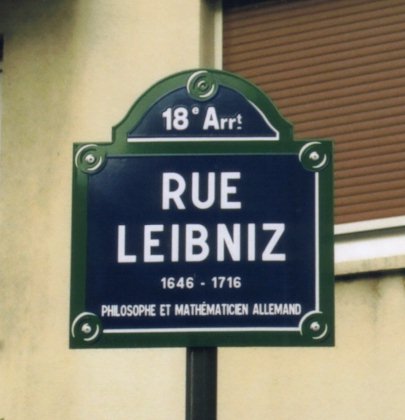 18e Arrt.
RUE
LEIBNIZ
1646 - 1716
PHILOSOPHE ET MATHÉMATICIEN ALLEMAND